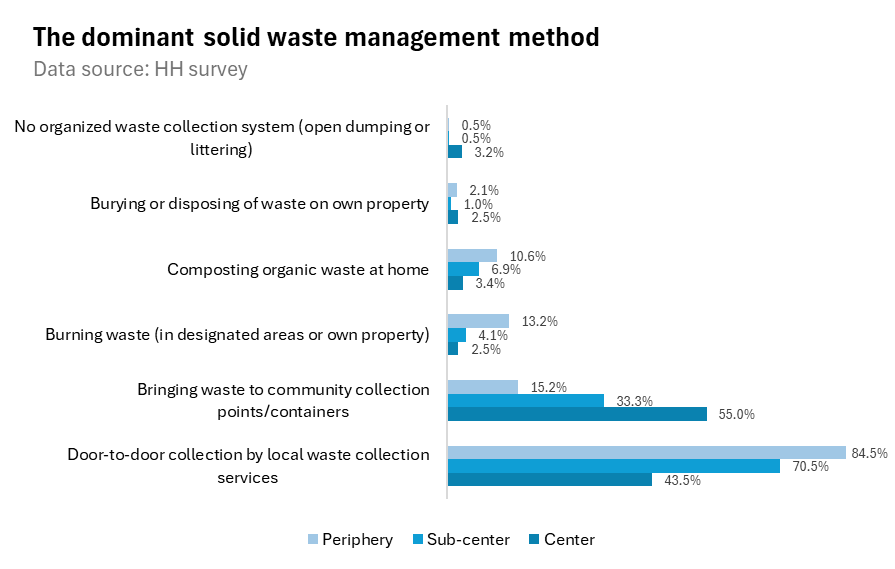 The dominant solid waste management method
Data source: HH survey
No organized waste collection system (open dumping or
littering)
0.5%
0.5%
3.2%
Burying or disposing of waste on own property
2.1%
1.0%
2.5%
Composting organic waste at home
10.6%
6.9%
3.4%
Burning waste (in designated areas or own property)
13.2%
4.1%
2.5%
Bringing waste to community collection
points/containers
15.2%
33.3%
55.0%
Door-to-door collection by local waste collection
services
84.5%
70.5%
43.5%
Periphery Sub-center Center